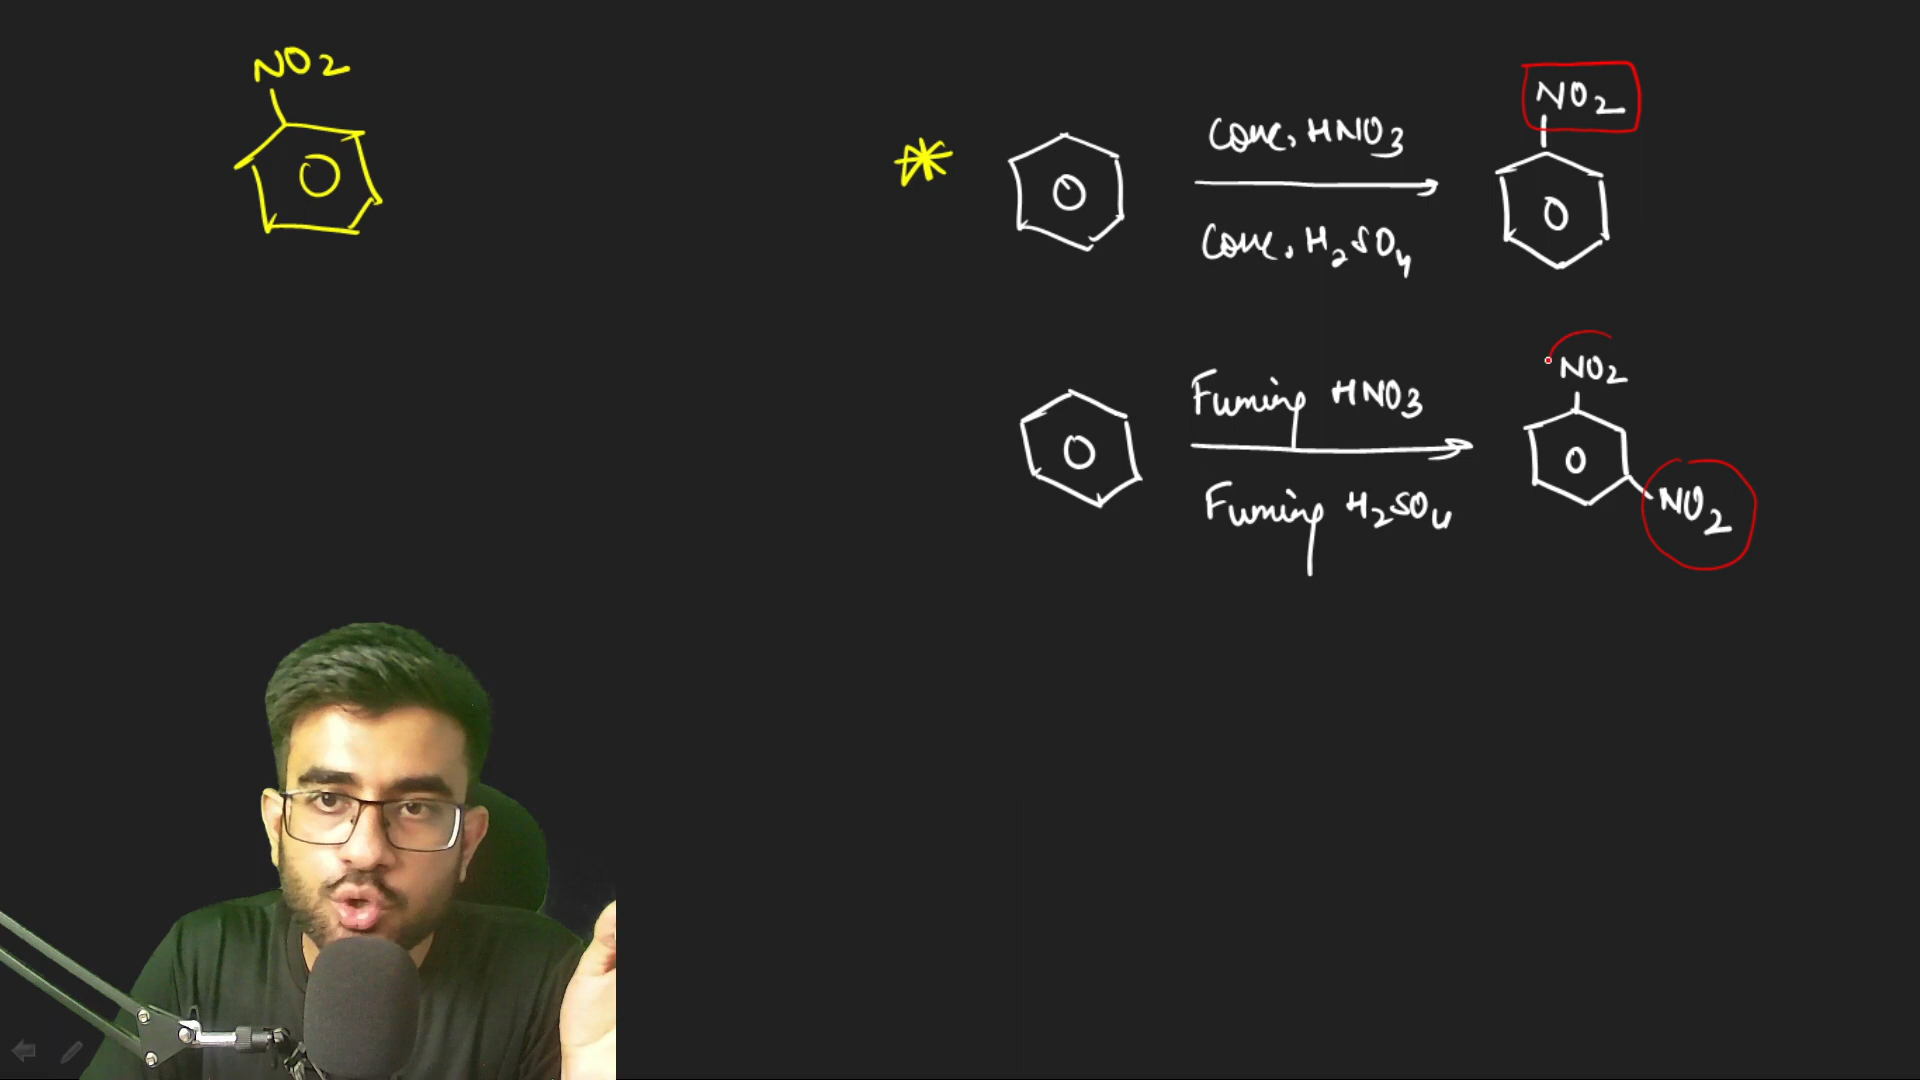 NO2
Conc. HNO3
Conc. H2SO4
NO2
Fuming HNO3
Fuming H2SO4
NO2
NO2